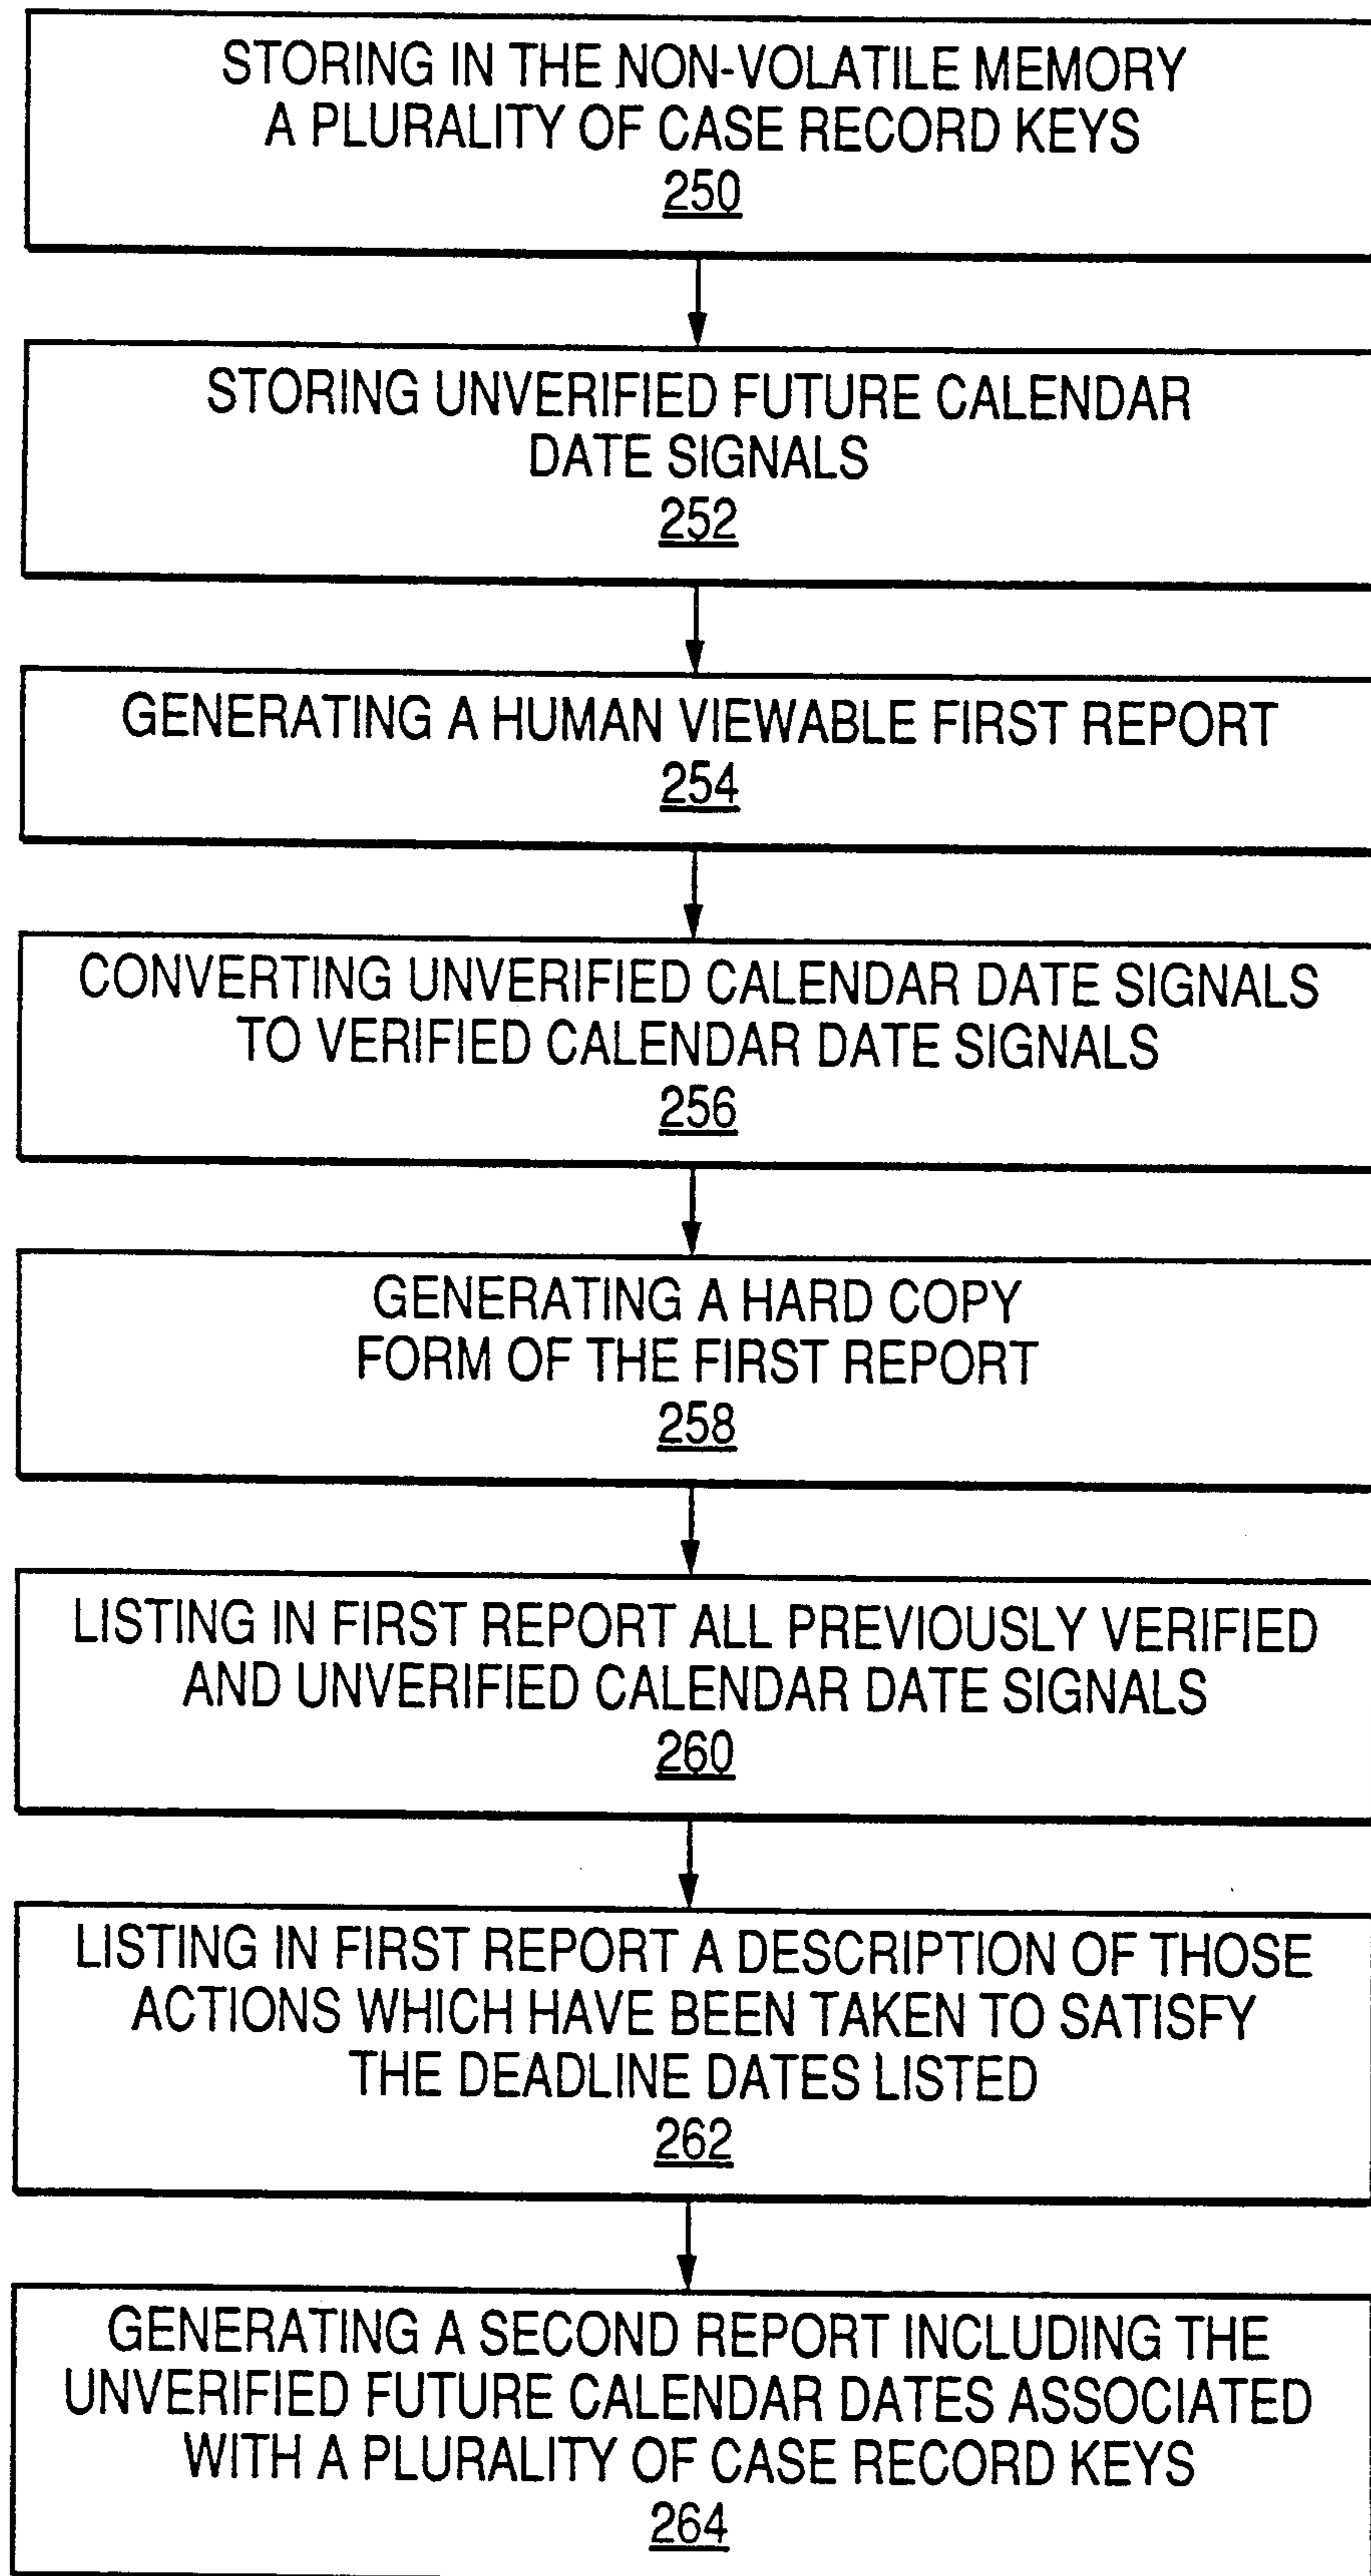 STORING IN THE NON-VOLATILE MEMORY
A PLURALITY OF CASE RECORD KEYS
250
STORING UNVERIFIED FUTURE CALENDAR
DATE SIGNALS
252
GENERATING A HUMAN VIEWABLE FIRST REPORT
254
CONVERTING UNVERIFIED CALENDAR DATE SIGNALS
TO VERIFIED CALENDAR DATE SIGNALS
256
GENERATING A HARD COPY
FORM OF THE FIRST REPORT
258
LISTING IN FIRST REPORT ALL PREVIOUSLY VERIFIED
AND UNVERIFIED CALENDAR DATE SIGNALS
260
LISTING IN FIRST REPORT A DESCRIPTION OF THOSE
ACTIONS WHICH HAVE BEEN TAKEN TO SATISFY
THE DEADLINE DATES LISTED
262
GENERATING A SECOND REPORT INCLUDING THE
UNVERIFIED FUTURE CALENDAR DATES ASSOCIATED
WITH A PLURALITY OF CASE RECORD KEYS
264